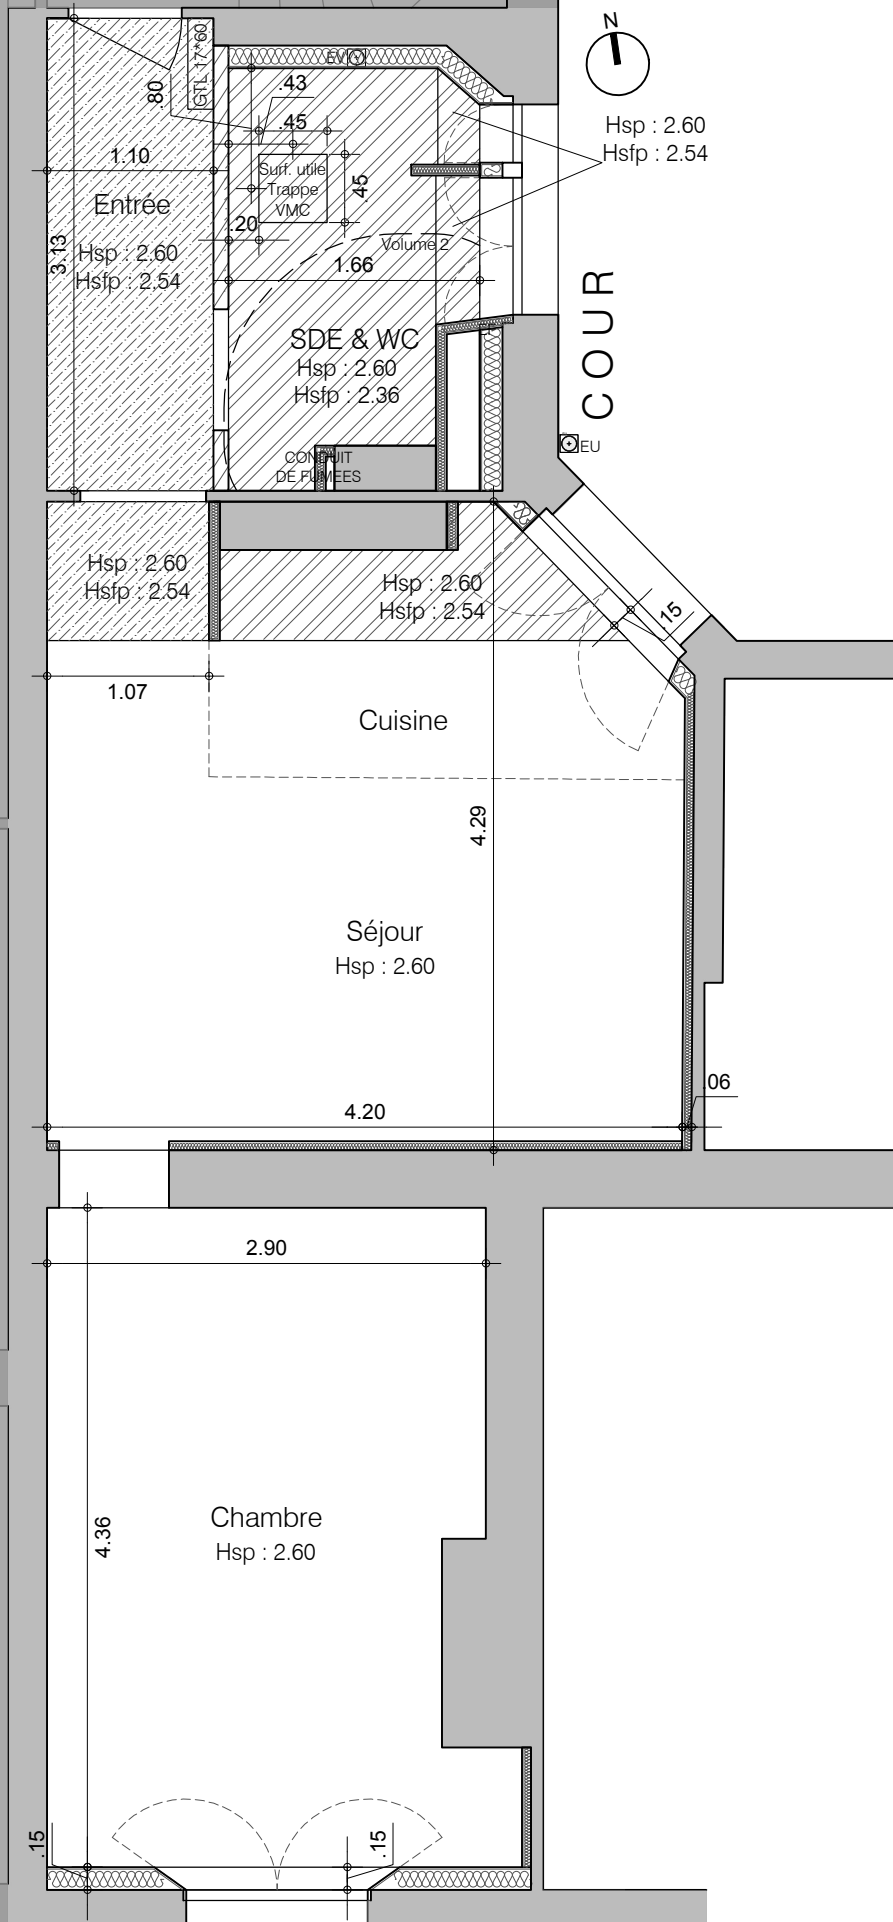 N
GTL 17*60
EV
.80
.43
.45
Hsp : 2.60
Hsfp : 2.54
1.10
Surf. utile
Trappe
VMC
.45
Entrée
.20
Volume 2
3.13
Hsp : 2.60
Hsfp : 2.54
1.66
COUR
SDE & WC
Hsp : 2.60
Hsfp : 2.36
EU
CONDUIT
DE FUMEES
Hsp : 2.60
Hsfp : 2.54
Hsp : 2.60
Hsfp : 2.54
.15
1.07
Cuisine
4.29
Séjour
Hsp : 2.60
.06
4.20
2.90
Chambre
Hsp : 2.60
4.36
.15
.15